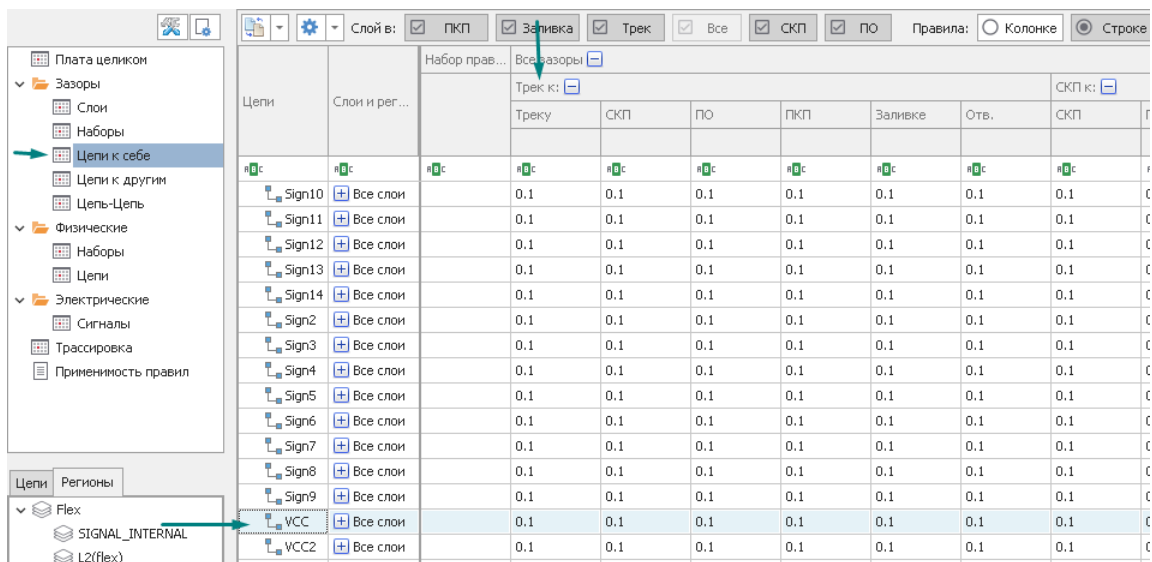 Слой в: ПКП Заливка Трек Все СКП ПО Правила: Колонке Строке
Плата целиком
Зазоры
Слои
Наборы
Цепи к себе
Цепи к другим
Цепь-Цепь
Физические
Наборы
Цепи
Электрические
Сигналы
Трассировка
Применимость правил
Цепи Регионы
Flex
SIGNAL_INTERNAL
L2(flex)
Набор прав... Все зазоры
Цепи Слои и рег... Трек к: СКП к:
Треку СКП ПО ПКП Заливке Отв. СКП
Sign10 Все слои 0.1 0.1 0.1 0.1 0.1 0.1 0.1
Sign11 Все слои 0.1 0.1 0.1 0.1 0.1 0.1 0.1
Sign12 Все слои 0.1 0.1 0.1 0.1 0.1 0.1 0.1
Sign13 Все слои 0.1 0.1 0.1 0.1 0.1 0.1 0.1
Sign14 Все слои 0.1 0.1 0.1 0.1 0.1 0.1 0.1
Sign2 Все слои 0.1 0.1 0.1 0.1 0.1 0.1 0.1
Sign3 Все слои 0.1 0.1 0.1 0.1 0.1 0.1 0.1
Sign4 Все слои 0.1 0.1 0.1 0.1 0.1 0.1 0.1
Sign5 Все слои 0.1 0.1 0.1 0.1 0.1 0.1 0.1
Sign6 Все слои 0.1 0.1 0.1 0.1 0.1 0.1 0.1
Sign7 Все слои 0.1 0.1 0.1 0.1 0.1 0.1 0.1
Sign8 Все слои 0.1 0.1 0.1 0.1 0.1 0.1 0.1
Sign9 Все слои 0.1 0.1 0.1 0.1 0.1 0.1 0.1
VCC Все слои 0.1 0.1 0.1 0.1 0.1 0.1 0.1
VCC2 Все слои 0.1 0.1 0.1 0.1 0.1 0.1 0.1